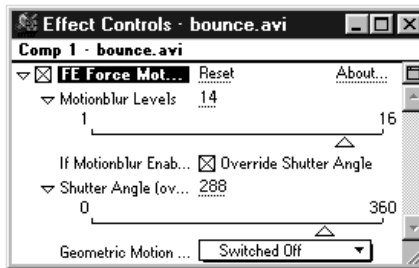 Effect Controls · bounce.avi
Comp 1 · bounce.avi
FE Force Mot... Reset About...
Motionblur Levels 14
1 16
If Motionblur Enab... Override Shutter Angle
Shutter Angle (ov... 288
0 360
Geometric Motion ... Switched Off